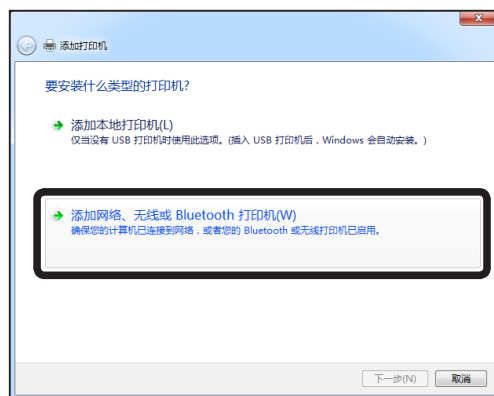 添加打印机
要安装什么类型的打印机?
添加本地打印机(L)
仅当没有 USB 打印机时使用此选项。(插入 USB 打印机后，Windows 会自动安装。)
添加网络、无线或 Bluetooth 打印机(W)
确保您的计算机已连接到网络，或者您的 Bluetooth 或无线打印机已启用。
下一步(N)
取消